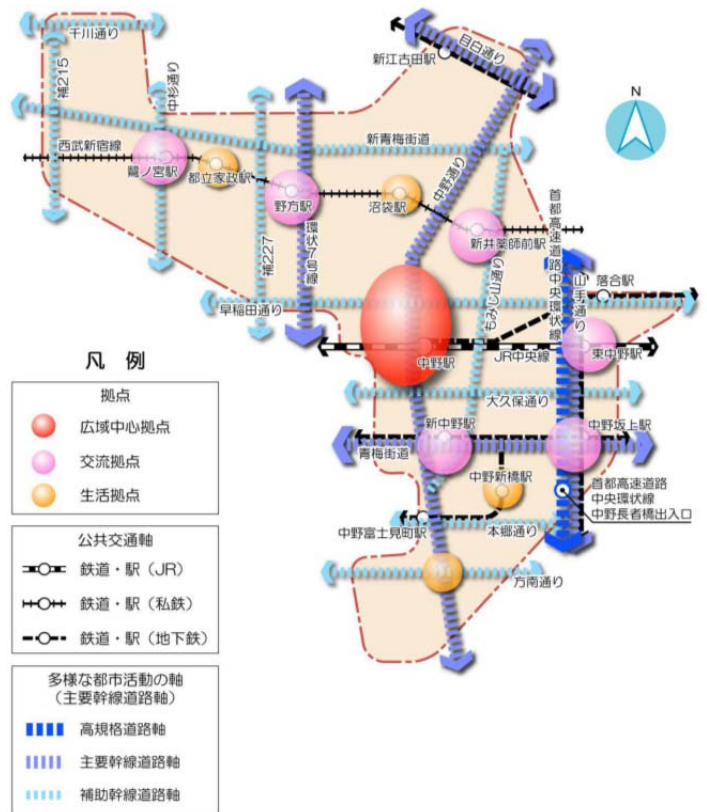 千川通り
補215
中杉通り
新江古田駅
目白通り
N
西武新宿線
鷺ノ宮駅
都立家政駅
新青梅街道
中野通り
野方駅
沼袋駅
新井薬師前駅
補227
環状7号線
もみじ山通り
首都高速道路中央環状線
山手通り
落合駅
早稲田通り
中野駅
JR中央線
東中野駅
大久保通り
新中野駅
中野坂上駅
青梅街道
中野新橋駅
首都高速道路
中央環状線
中野長者橋出入口
中野富士見町駅
本郷通り
方南通り
凡 例
拠点
広域中心拠点
交流拠点
生活拠点
公共交通軸
鉄道・駅（JR）
鉄道・駅（私鉄）
鉄道・駅（地下鉄）
多様な都市活動の軸
（主要幹線道路軸）
高規格道路軸
主要幹線道路軸
補助幹線道路軸